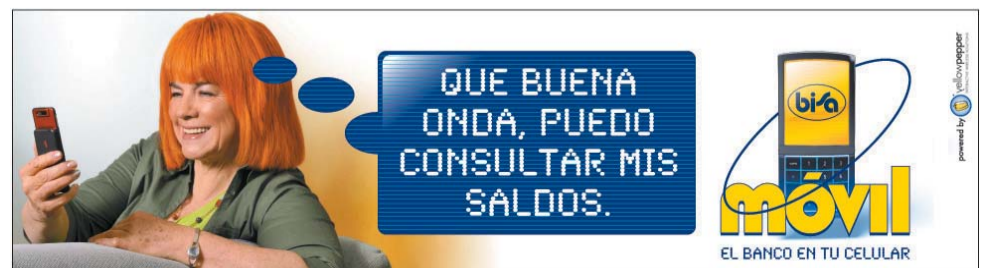 QUE BUENA
ONDA, PUEDO
CONSULTAR MIS
SALDOS.
bisa
móvil
EL BANCO EN TU CELULAR
powered by yellowpepper